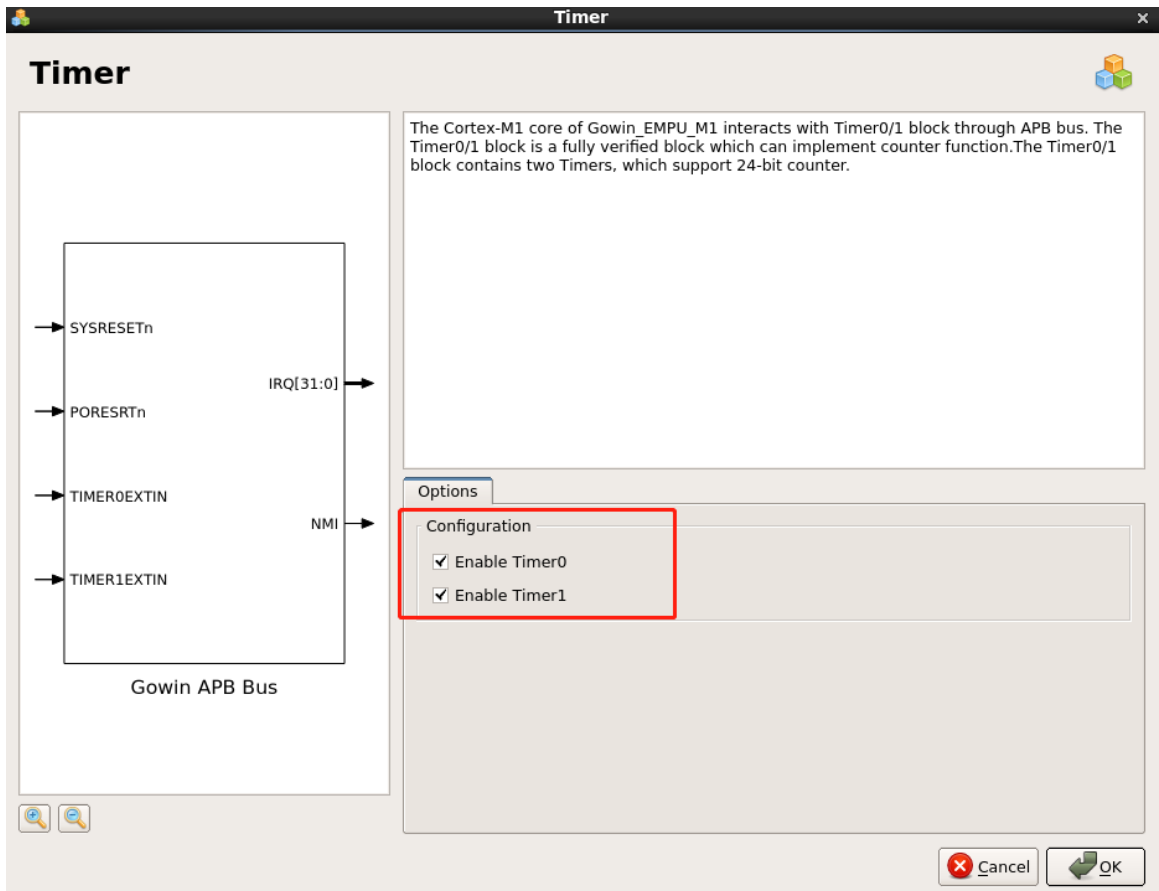 Timer
Timer
The Cortex-M1 core of Gowin_EMPU_M1 interacts with Timer0/1 block through APB bus. The
Timer0/1 block is a fully verified block which can implement counter function.The Timer0/1
block contains two Timers, which support 24-bit counter.
SYSRESETn
IRQ[31:0]
PORESRTn
TIMER0EXTIN
NMI
TIMER1EXTIN
Gowin APB Bus
Options
Configuration
Enable Timer0
Enable Timer1
Cancel
OK